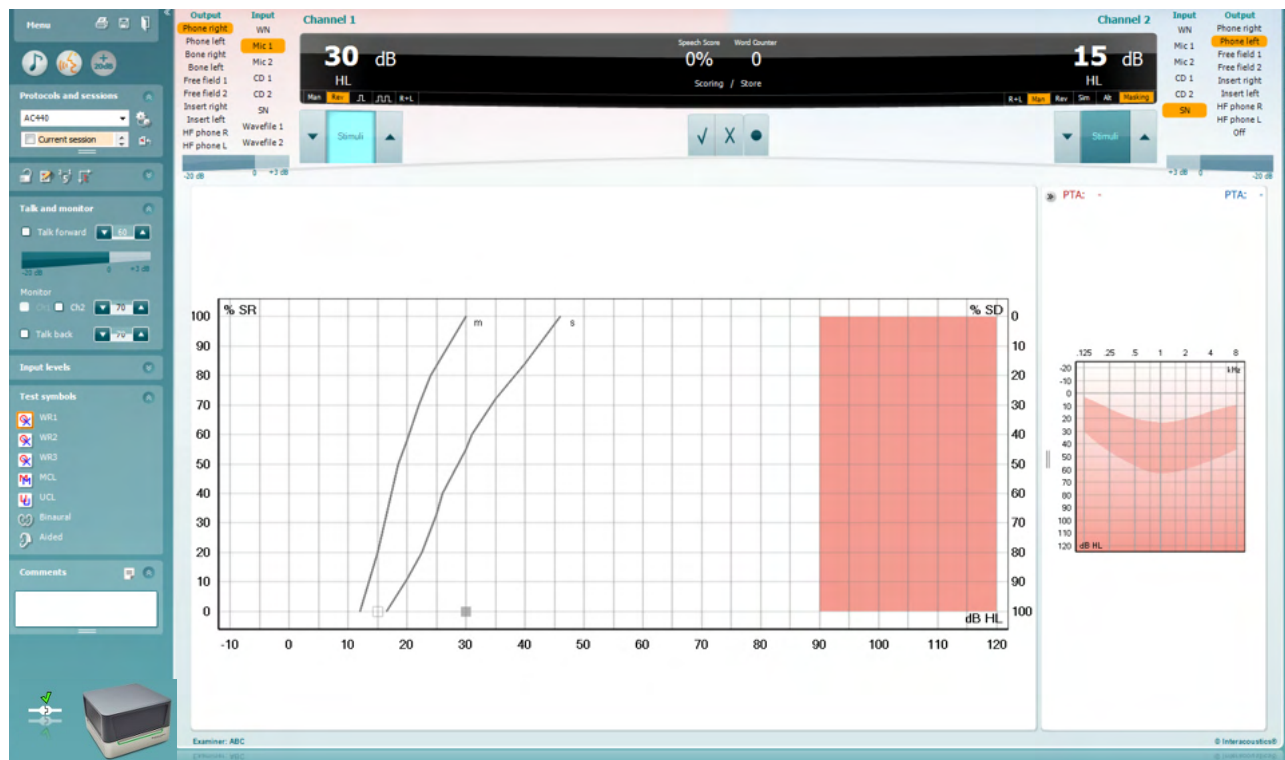 Menu
Protocols and sessions
AC440
Current session
Talk and monitor
Talk forward 60
-20 dB 0 +3 dB
Monitor
Ch1 Ch2 70
Talk back 70
Input levels
Test symbols
WR1
WR2
WR3
MCL
UCL
Binaural
Aided
Comments
Output
Phone right
Phone left
Bone right
Bone left
Free field 1
Free field 2
Insert right
Insert left
HF phone R
HF phone L
-20 dB 0 +3 dB
Input
WN
Mic 1
Mic 2
CD 1
CD 2
SN
Wavefile 1
Wavefile 2
Channel 1
30 dB
HL
Man Rev R+L
Stimuli
Speech Score Word Counter
0% 0
Scoring / Store
Channel 2
15 dB
HL
R+L Man Rev Sim Alt Masking
Stimuli
Input
WN
Mic 1
Mic 2
CD 1
CD 2
SN
Output
Phone right
Phone left
Free field 1
Free field 2
Insert right
Insert left
HF phone R
HF phone L
Off
+3 dB 0 -20 dB
% SR % SD
m s
100 0
90 10
80 20
70 30
60 40
50 50
40 60
30 70
20 80
10 90
0 100
dB HL
-10 0 10 20 30 40 50 60 70 80 90 100 110 120
PTA: - PTA: -
.125 .25 .5 1 2 4 8
kHz
-20
-10
0
10
20
30
40
50
60
70
80
90
100
110
120
dB HL
Examiner: ABC
© Interacoustics®